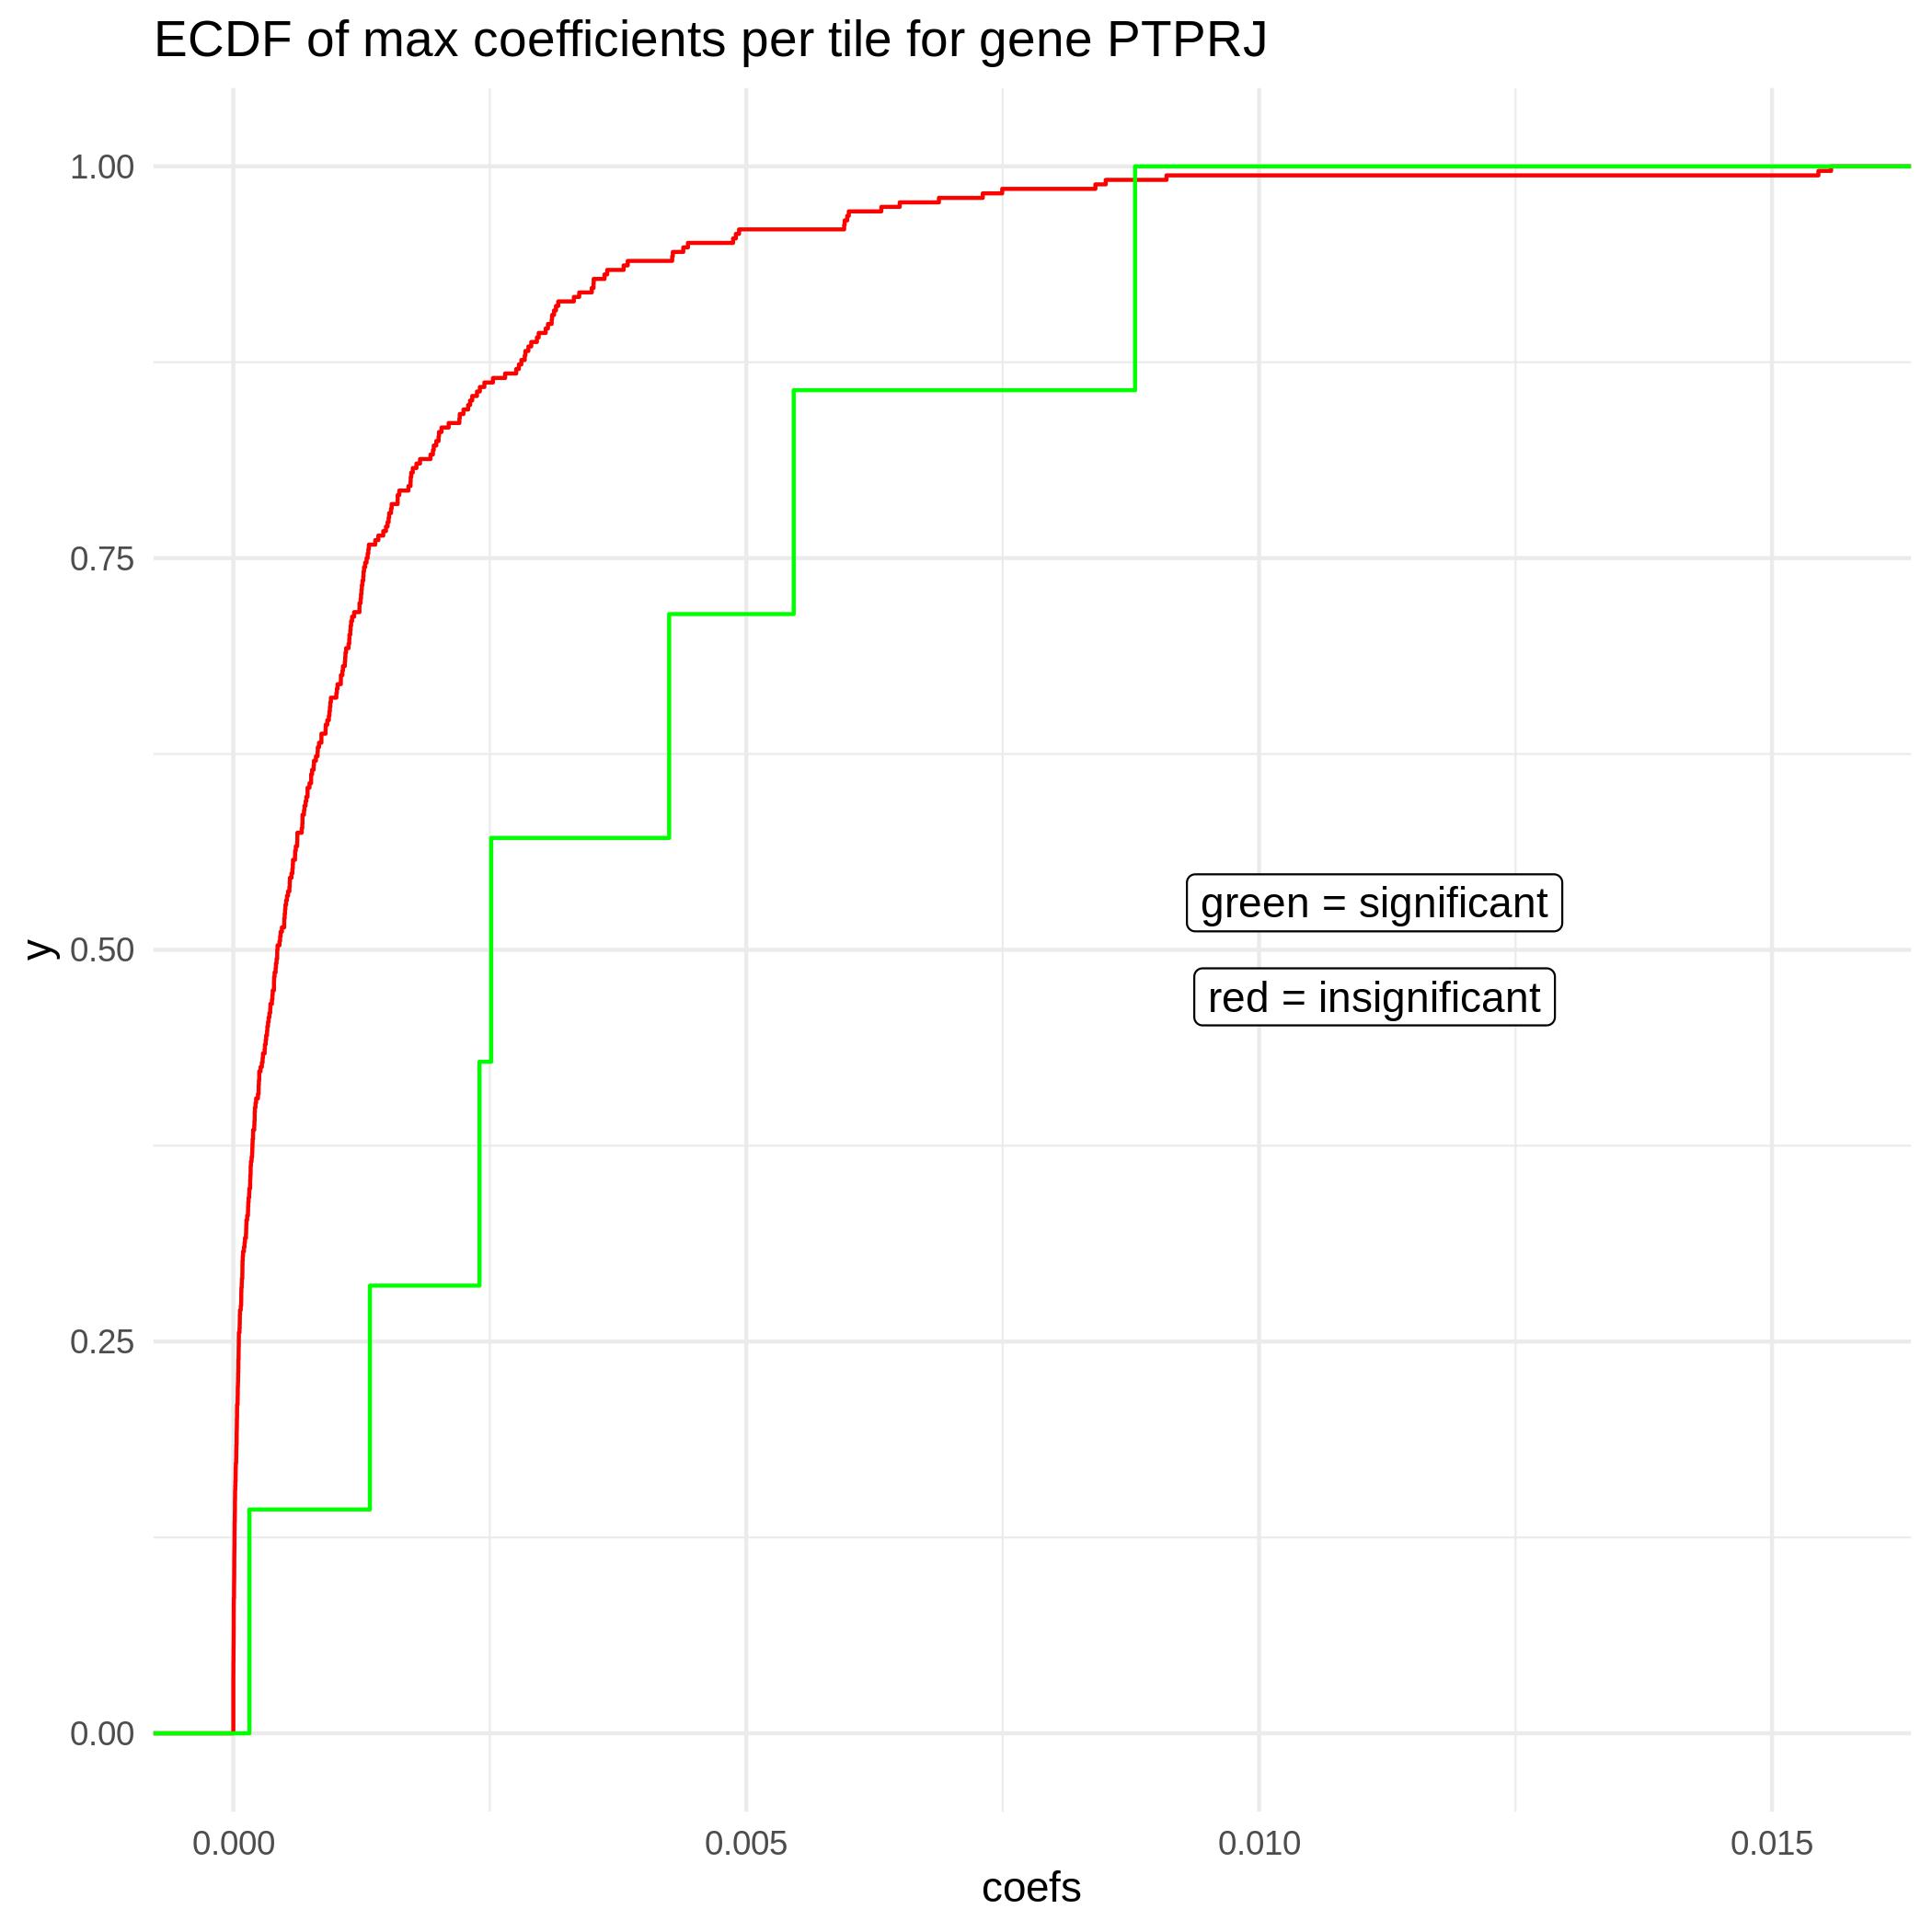 ECDF of max coefficients per tile for gene PTPRJ
1.00
0.75
0.50
0.25
0.00
y
green = significant
red = insignificant
0.000 0.005 0.010 0.015
coefs